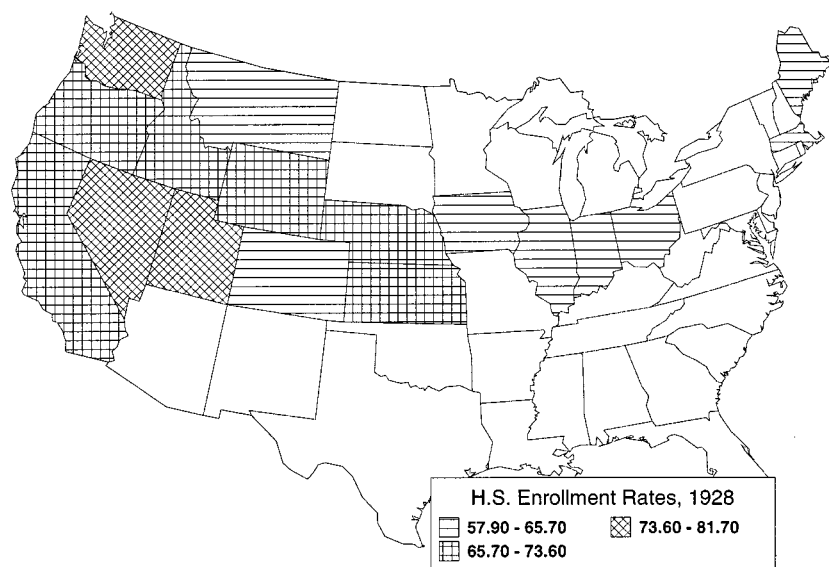 H.S. Enrollment Rates, 1928
57.90 - 65.70
73.60 - 81.70
65.70 - 73.60